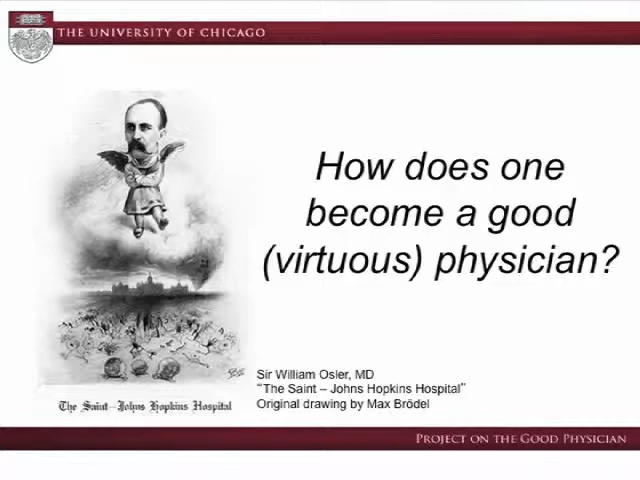 THE UNIVERSITY OF CHICAGO
How does one
become a good
(virtuous) physician?
Sir William Osler, MD
“The Saint – Johns Hopkins Hospital”
Original drawing by Max Brödel
The Saint–Johns Hopkins Hospital
PROJECT ON THE GOOD PHYSICIAN